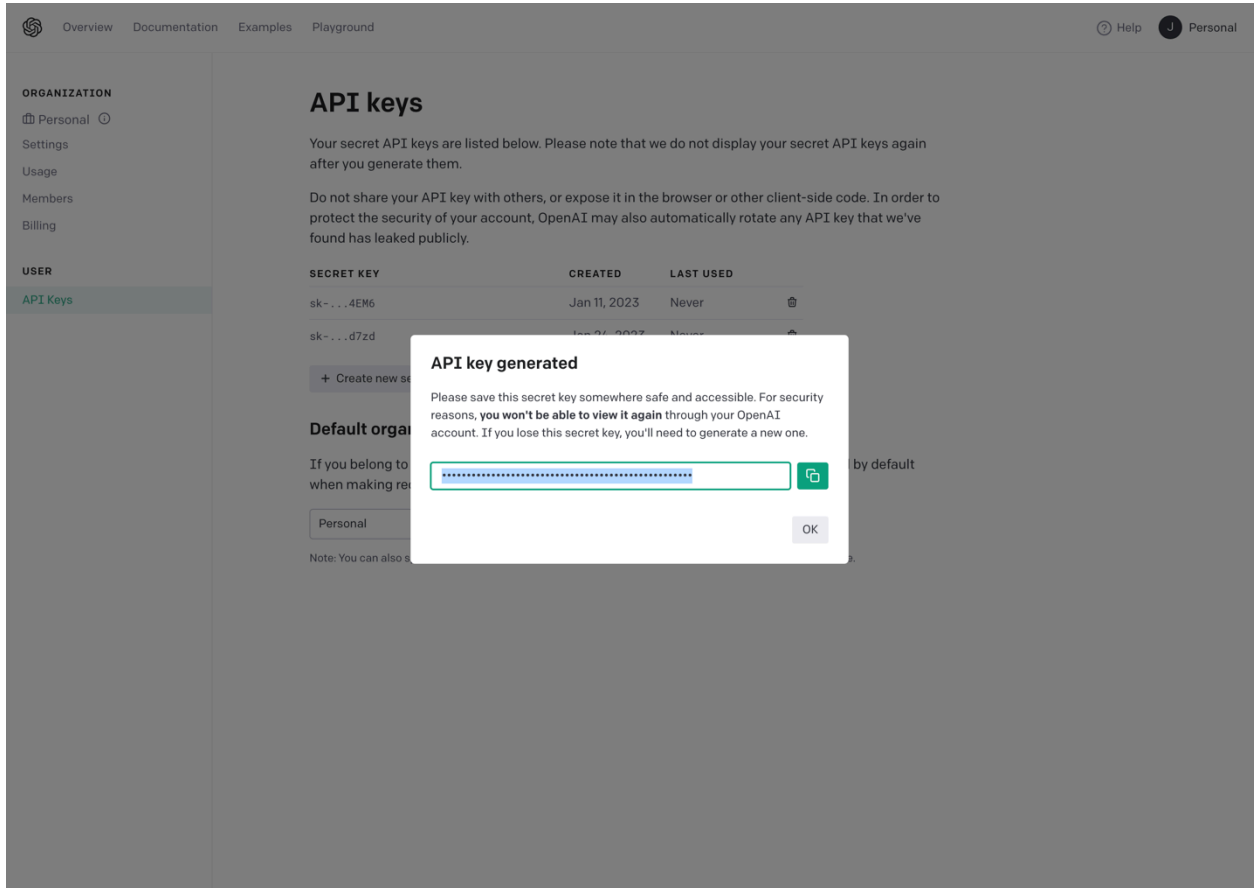 Overview Documentation Examples Playground
Help J Personal
ORGANIZATION
Personal
Settings
Usage
Members
Billing
USER
API Keys
API keys
Your secret API keys are listed below. Please note that we do not display your secret API keys again
after you generate them.
Do not share your API key with others, or expose it in the browser or other client-side code. In order to
protect the security of your account, OpenAI may also automatically rotate any API key that we've
found has leaked publicly.
SECRET KEY CREATED LAST USED
sk-...4EM6 Jan 11, 2023 Never
sk-...d7zd Jan 24, 2023 Never
+ Create new se
Default orga
If you belong to by default
when making re
Personal
Note: You can also s
API key generated
Please save this secret key somewhere safe and accessible. For security
reasons, you won't be able to view it again through your OpenAI
account. If you lose this secret key, you'll need to generate a new one.
OK